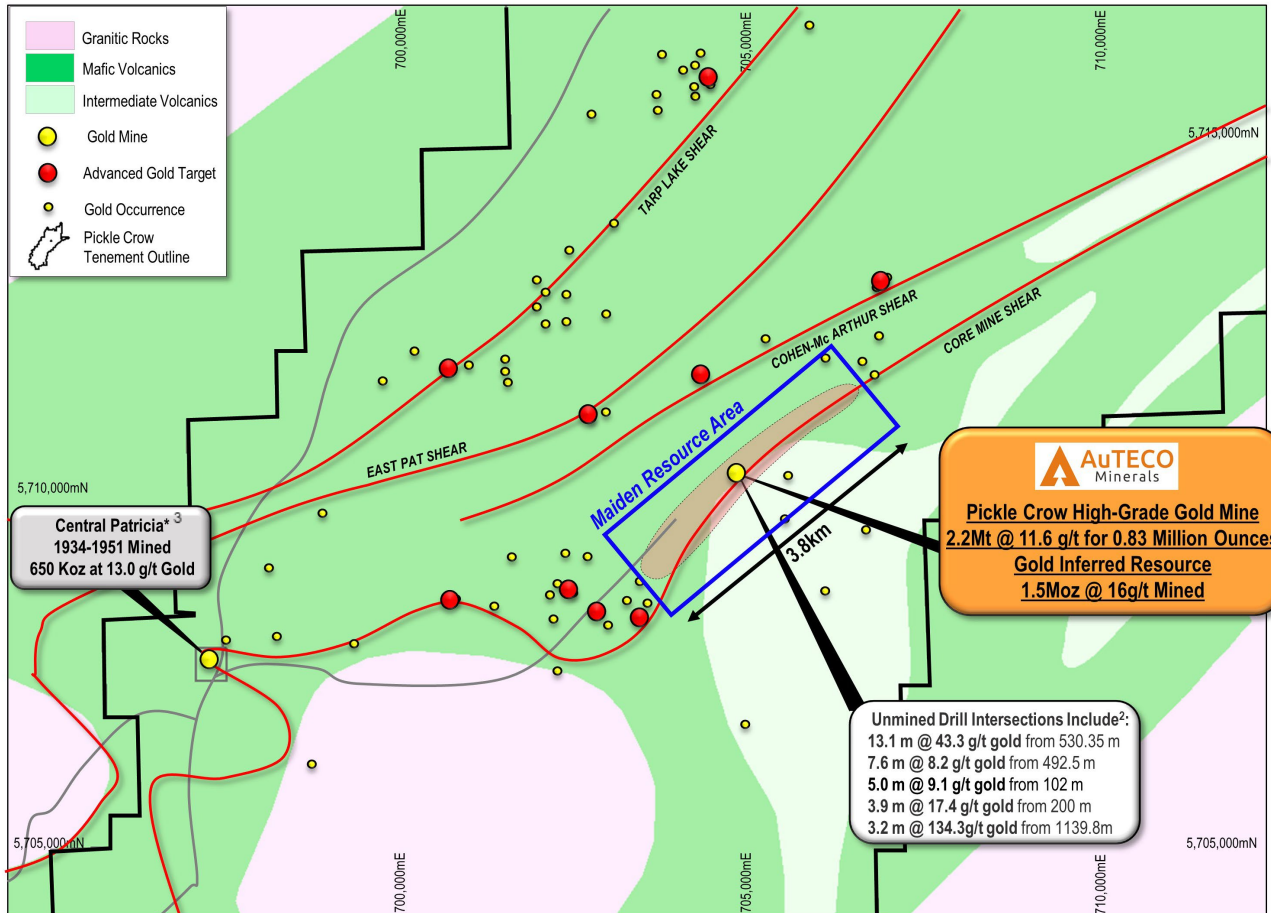 Granitic Rocks
Mafic Volcanics
Intermediate Volcanics
Gold Mine
Advanced Gold Target
Gold Occurrence
Pickle Crow
Tenement Outline
700,000mE
705,000mE
710,000mE
5,715,000mN
TARP LAKE SHEAR
COHEN-Mc ARTHUR SHEAR
CORE MINE SHEAR
EAST PAT SHEAR
Maiden Resource Area
3.8km
5,710,000mN
Central Patricia* 3
1934-1951 Mined
650 Koz at 13.0 g/t Gold
AuTECO
Minerals
Pickle Crow High-Grade Gold Mine
2.2Mt @ 11.6 g/t for 0.83 Million Ounces
Gold Inferred Resource
1.5Moz @ 16g/t Mined
Unmined Drill Intersections Include2:
13.1 m @ 43.3 g/t gold from 530.35 m
7.6 m @ 8.2 g/t gold from 492.5 m
5.0 m @ 9.1 g/t gold from 102 m
3.9 m @ 17.4 g/t gold from 200 m
3.2 m @ 134.3g/t gold from 1139.8m
5,705,000mN
5,705,000mN
700,000mE
705,000mE
710,000mE